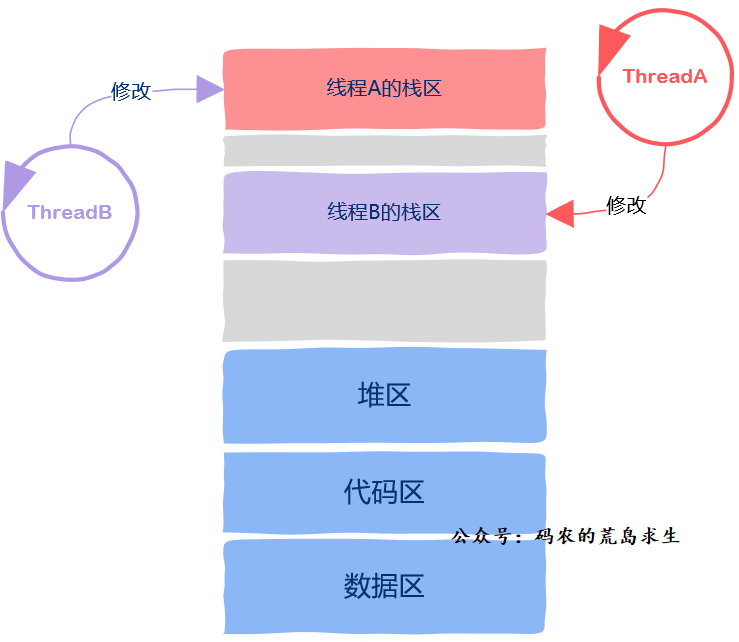 线程A的栈区
ThreadA
修改
线程B的栈区
修改
ThreadB
堆区
代码区
公众号：码农的荒岛求生
数据区